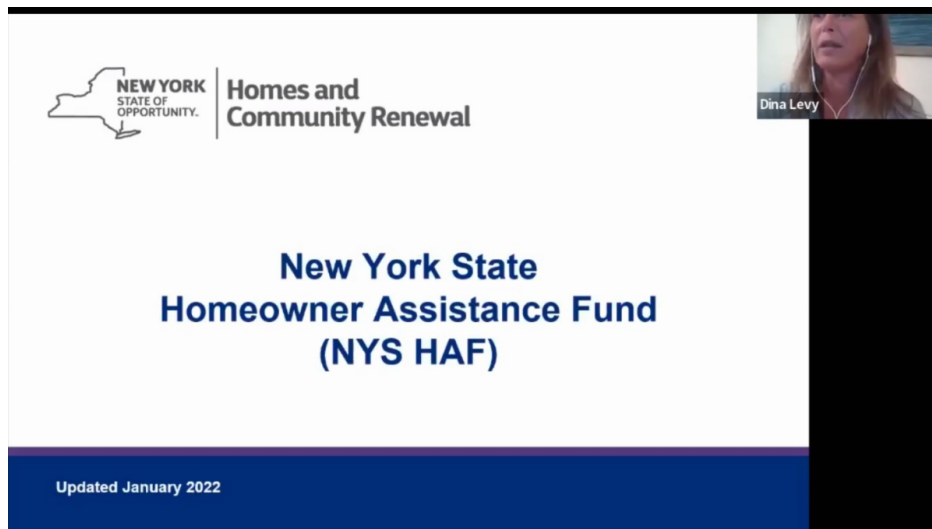 NEW YORK
STATE OF
OPPORTUNITY.
Homes and
Community Renewal
Dina Levy
New York State
Homeowner Assistance Fund
(NYS HAF)
Updated January 2022